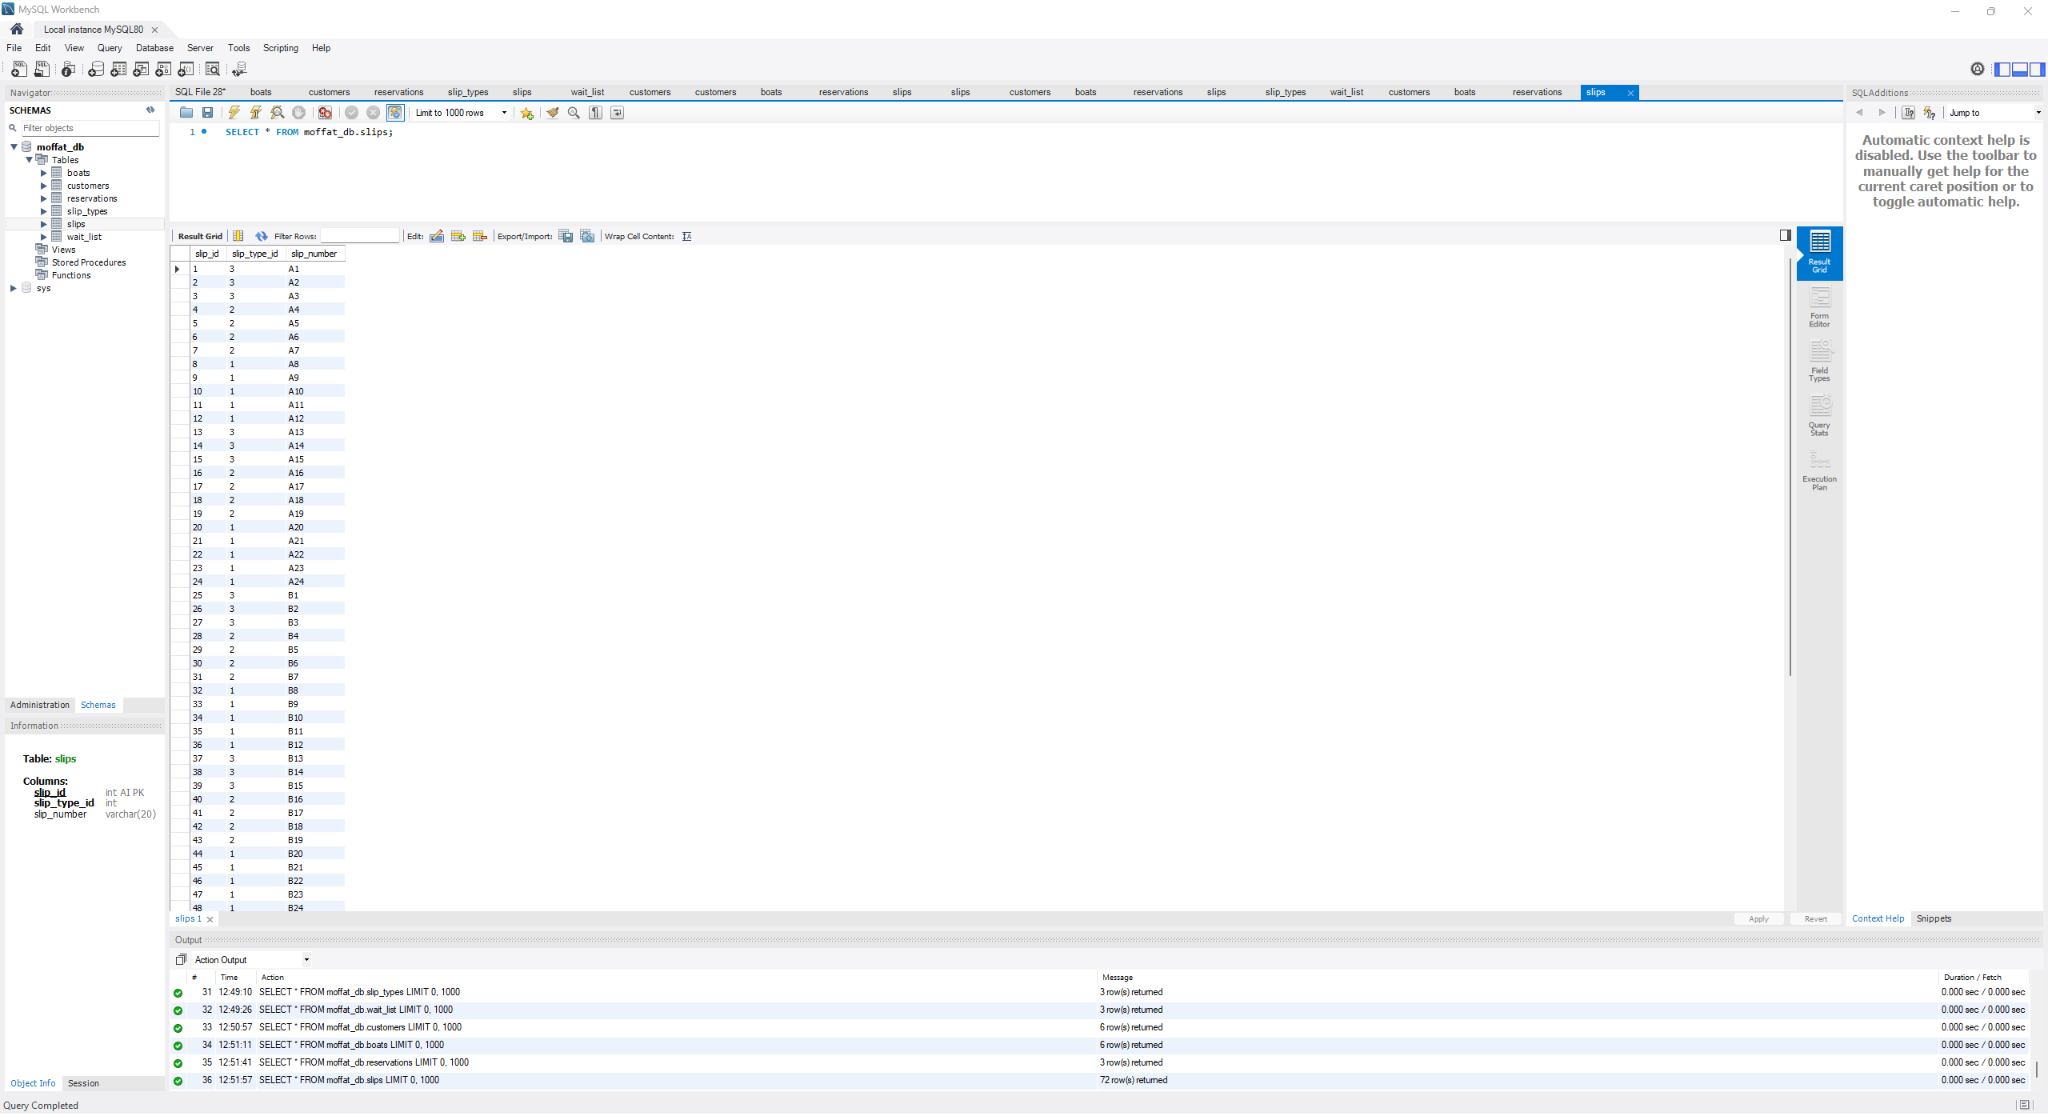 MySQL Workbench
Local instance MySQL80
File Edit View Query Database Server Tools Scripting Help
Navigator
SCHEMAS
Filter objects
moffat_db
Tables
boats
customers
reservations
slip_types
slips
wait_list
Views
Stored Procedures
Functions
sys
Administration Schemas
Information
Table: slips
Columns:
slip_id int AI PK
slip_type_id int
slip_number varchar(20)
Object Info Session
SQL File 28* boats customers reservations slip_types slips wait_list customers customers boats reservations slips slips customers boats reservations slips slip_types wait_list customers boats reservations slips
Limit to 1000 rows
1 SELECT * FROM moffat_db.slips;
Result Grid Filter Rows: Edit: Export/Import: Wrap Cell Content:
slip_id slip_type_id slip_number
1 3 A1
2 3 A2
3 3 A3
4 2 A4
5 2 A5
6 2 A6
7 2 A7
8 1 A8
9 1 A9
10 1 A10
11 1 A11
12 1 A12
13 3 A13
14 3 A14
15 3 A15
16 2 A16
17 2 A17
18 2 A18
19 2 A19
20 1 A20
21 1 A21
22 1 A22
23 1 A23
24 1 A24
25 3 B1
26 3 B2
27 3 B3
28 2 B4
29 2 B5
30 2 B6
31 2 B7
32 1 B8
33 1 B9
34 1 B10
35 1 B11
36 1 B12
37 3 B13
38 3 B14
39 3 B15
40 2 B16
41 2 B17
42 2 B18
43 2 B19
44 1 B20
45 1 B21
46 1 B22
47 1 B23
48 1 B24
Result
Grid
Form
Editor
Field
Types
Query
Stats
Execution
Plan
slips 1 Apply Revert
SQLAdditions
Jump to
Automatic context help is
disabled. Use the toolbar to
manually get help for the
current caret position or to
toggle automatic help.
Context Help Snippets
Output
Action Output
# Time Action Message Duration / Fetch
31 12:49:10 SELECT * FROM moffat_db.slip_types LIMIT 0, 1000 3 row(s) returned 0.000 sec / 0.000 sec
32 12:49:26 SELECT * FROM moffat_db.wait_list LIMIT 0, 1000 3 row(s) returned 0.000 sec / 0.000 sec
33 12:50:57 SELECT * FROM moffat_db.customers LIMIT 0, 1000 6 row(s) returned 0.000 sec / 0.000 sec
34 12:51:11 SELECT * FROM moffat_db.boats LIMIT 0, 1000 6 row(s) returned 0.000 sec / 0.000 sec
35 12:51:41 SELECT * FROM moffat_db.reservations LIMIT 0, 1000 3 row(s) returned 0.000 sec / 0.000 sec
36 12:51:57 SELECT * FROM moffat_db.slips LIMIT 0, 1000 72 row(s) returned 0.000 sec / 0.000 sec
Query Completed